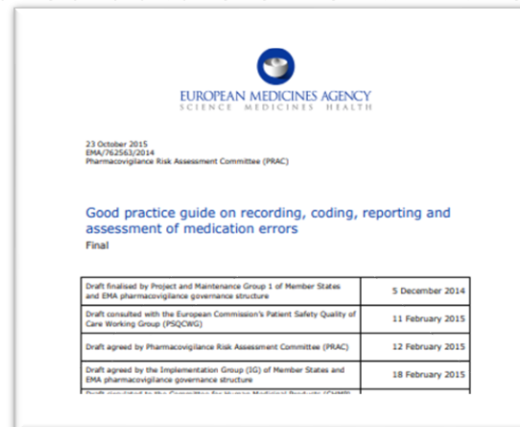 EUROPEAN MEDICINES AGENCY
SCIENCE MEDICINES HEALTH
23 October 2015
EMA/762563/2014
Pharmacovigilance Risk Assessment Committee (PRAC)
Good practice guide on recording, coding, reporting and
assessment of medication errors
Final
Draft finalised by Project and Maintenance Group 1 of Member States
and EMA pharmacovigilance governance structure
5 December 2014
Draft consulted with the European Commission's Patient Safety Quality of
Care Working Group (PSQCWG)
11 February 2015
Draft agreed by Pharmacovigilance Risk Assessment Committee (PRAC)
12 February 2015
Draft agreed by the Implementation Group (IG) of Member States and
EMA pharmacovigilance governance structure
18 February 2015